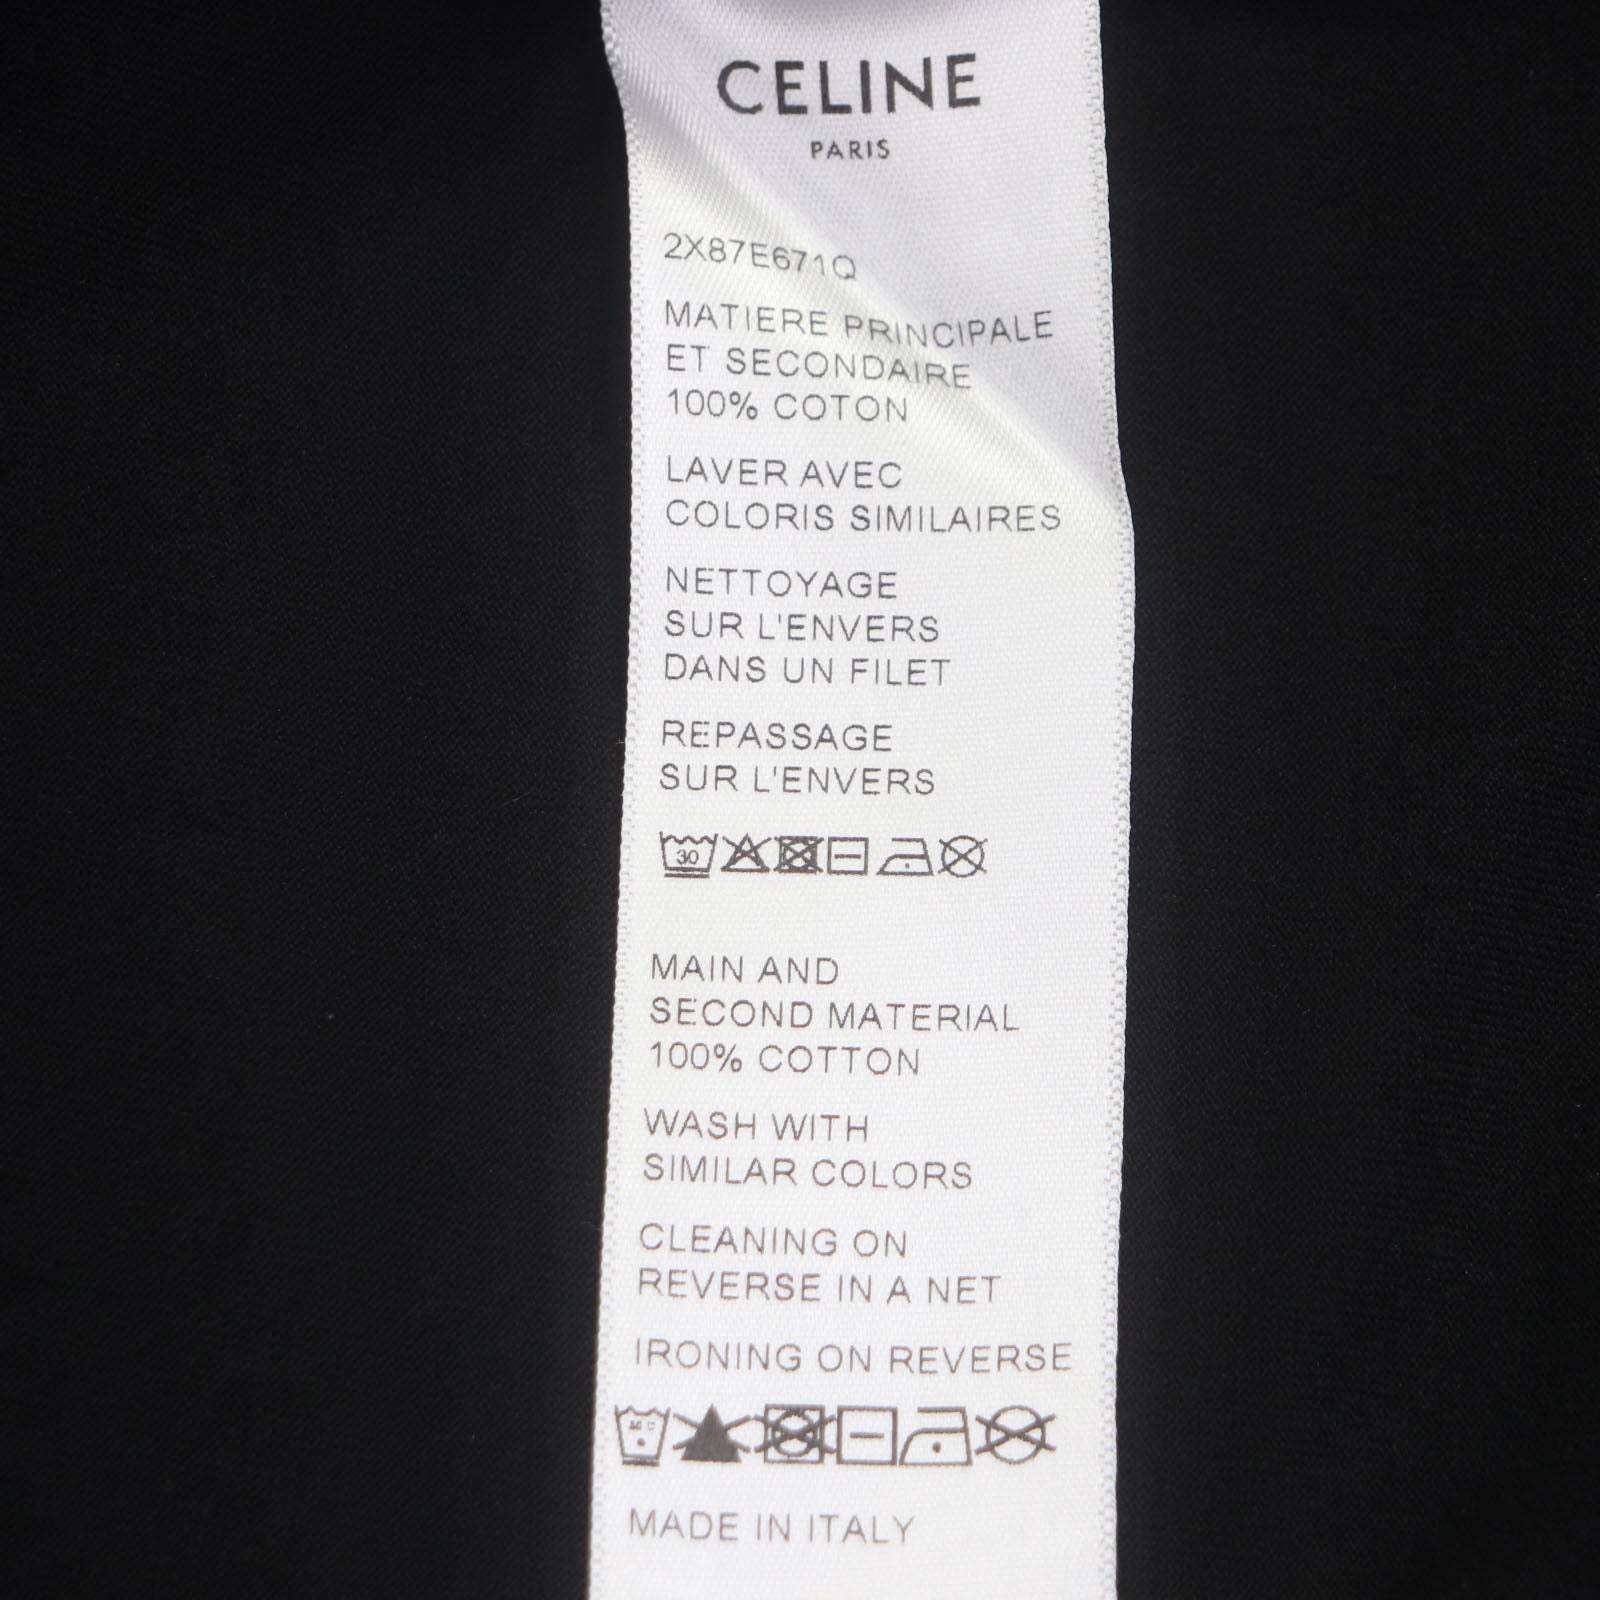 CELINE
PARIS
2X87E671Q
MATIERE PRINCIPALE
ET SECONDAIRE
100% COTON
LAVER AVEC
COLORIS SIMILAIRES
NETTOYAGE
SUR L'ENVERS
DANS UN FILET
REPASSAGE
SUR L'ENVERS
30
MAIN AND
SECOND MATERIAL
100% COTTON
WASH WITH
SIMILAR COLORS
CLEANING ON
REVERSE IN A NET
IRONING ON REVERSE
MADE IN ITALY